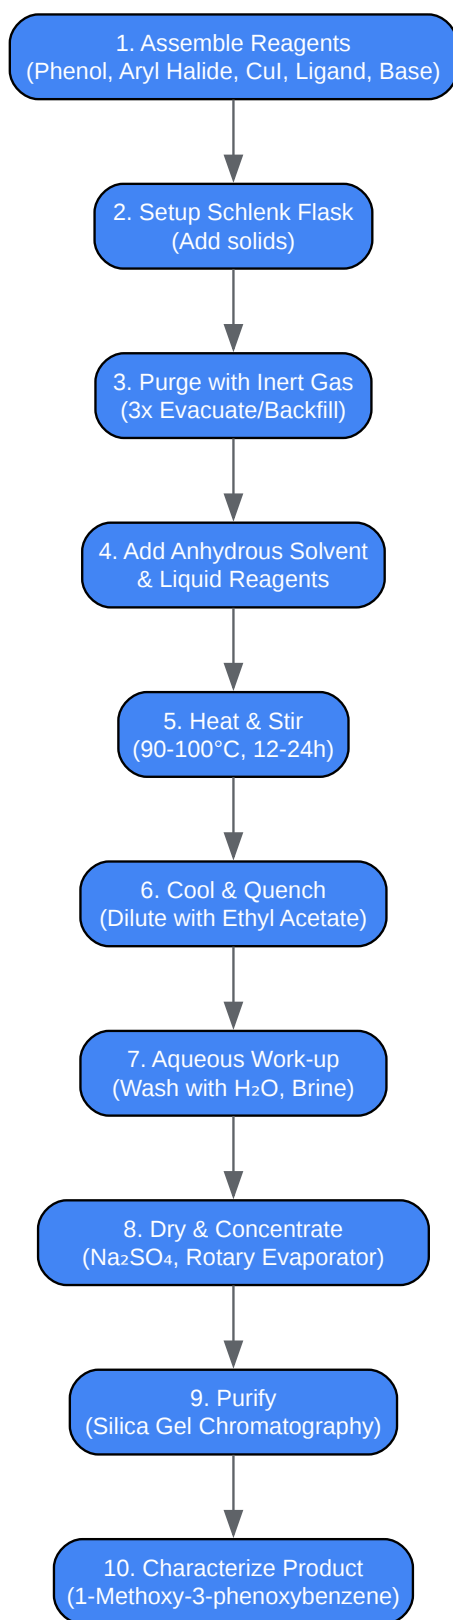 1. Assemble Reagents
(Phenol, Aryl Halide, CuI, Ligand, Base)
2. Setup Schlenk Flask
(Add solids)
3. Purge with Inert Gas
(3x Evacuate/Backfill)
4. Add Anhydrous Solvent
& Liquid Reagents
5. Heat & Stir
(90-100°C, 12-24h)
6. Cool & Quench
(Dilute with Ethyl Acetate)
7. Aqueous Work-up
(Wash with H₂O, Brine)
8. Dry & Concentrate
(Na₂SO₄, Rotary Evaporator)
9. Purify
(Silica Gel Chromatography)
10. Characterize Product
(1-Methoxy-3-phenoxybenzene)